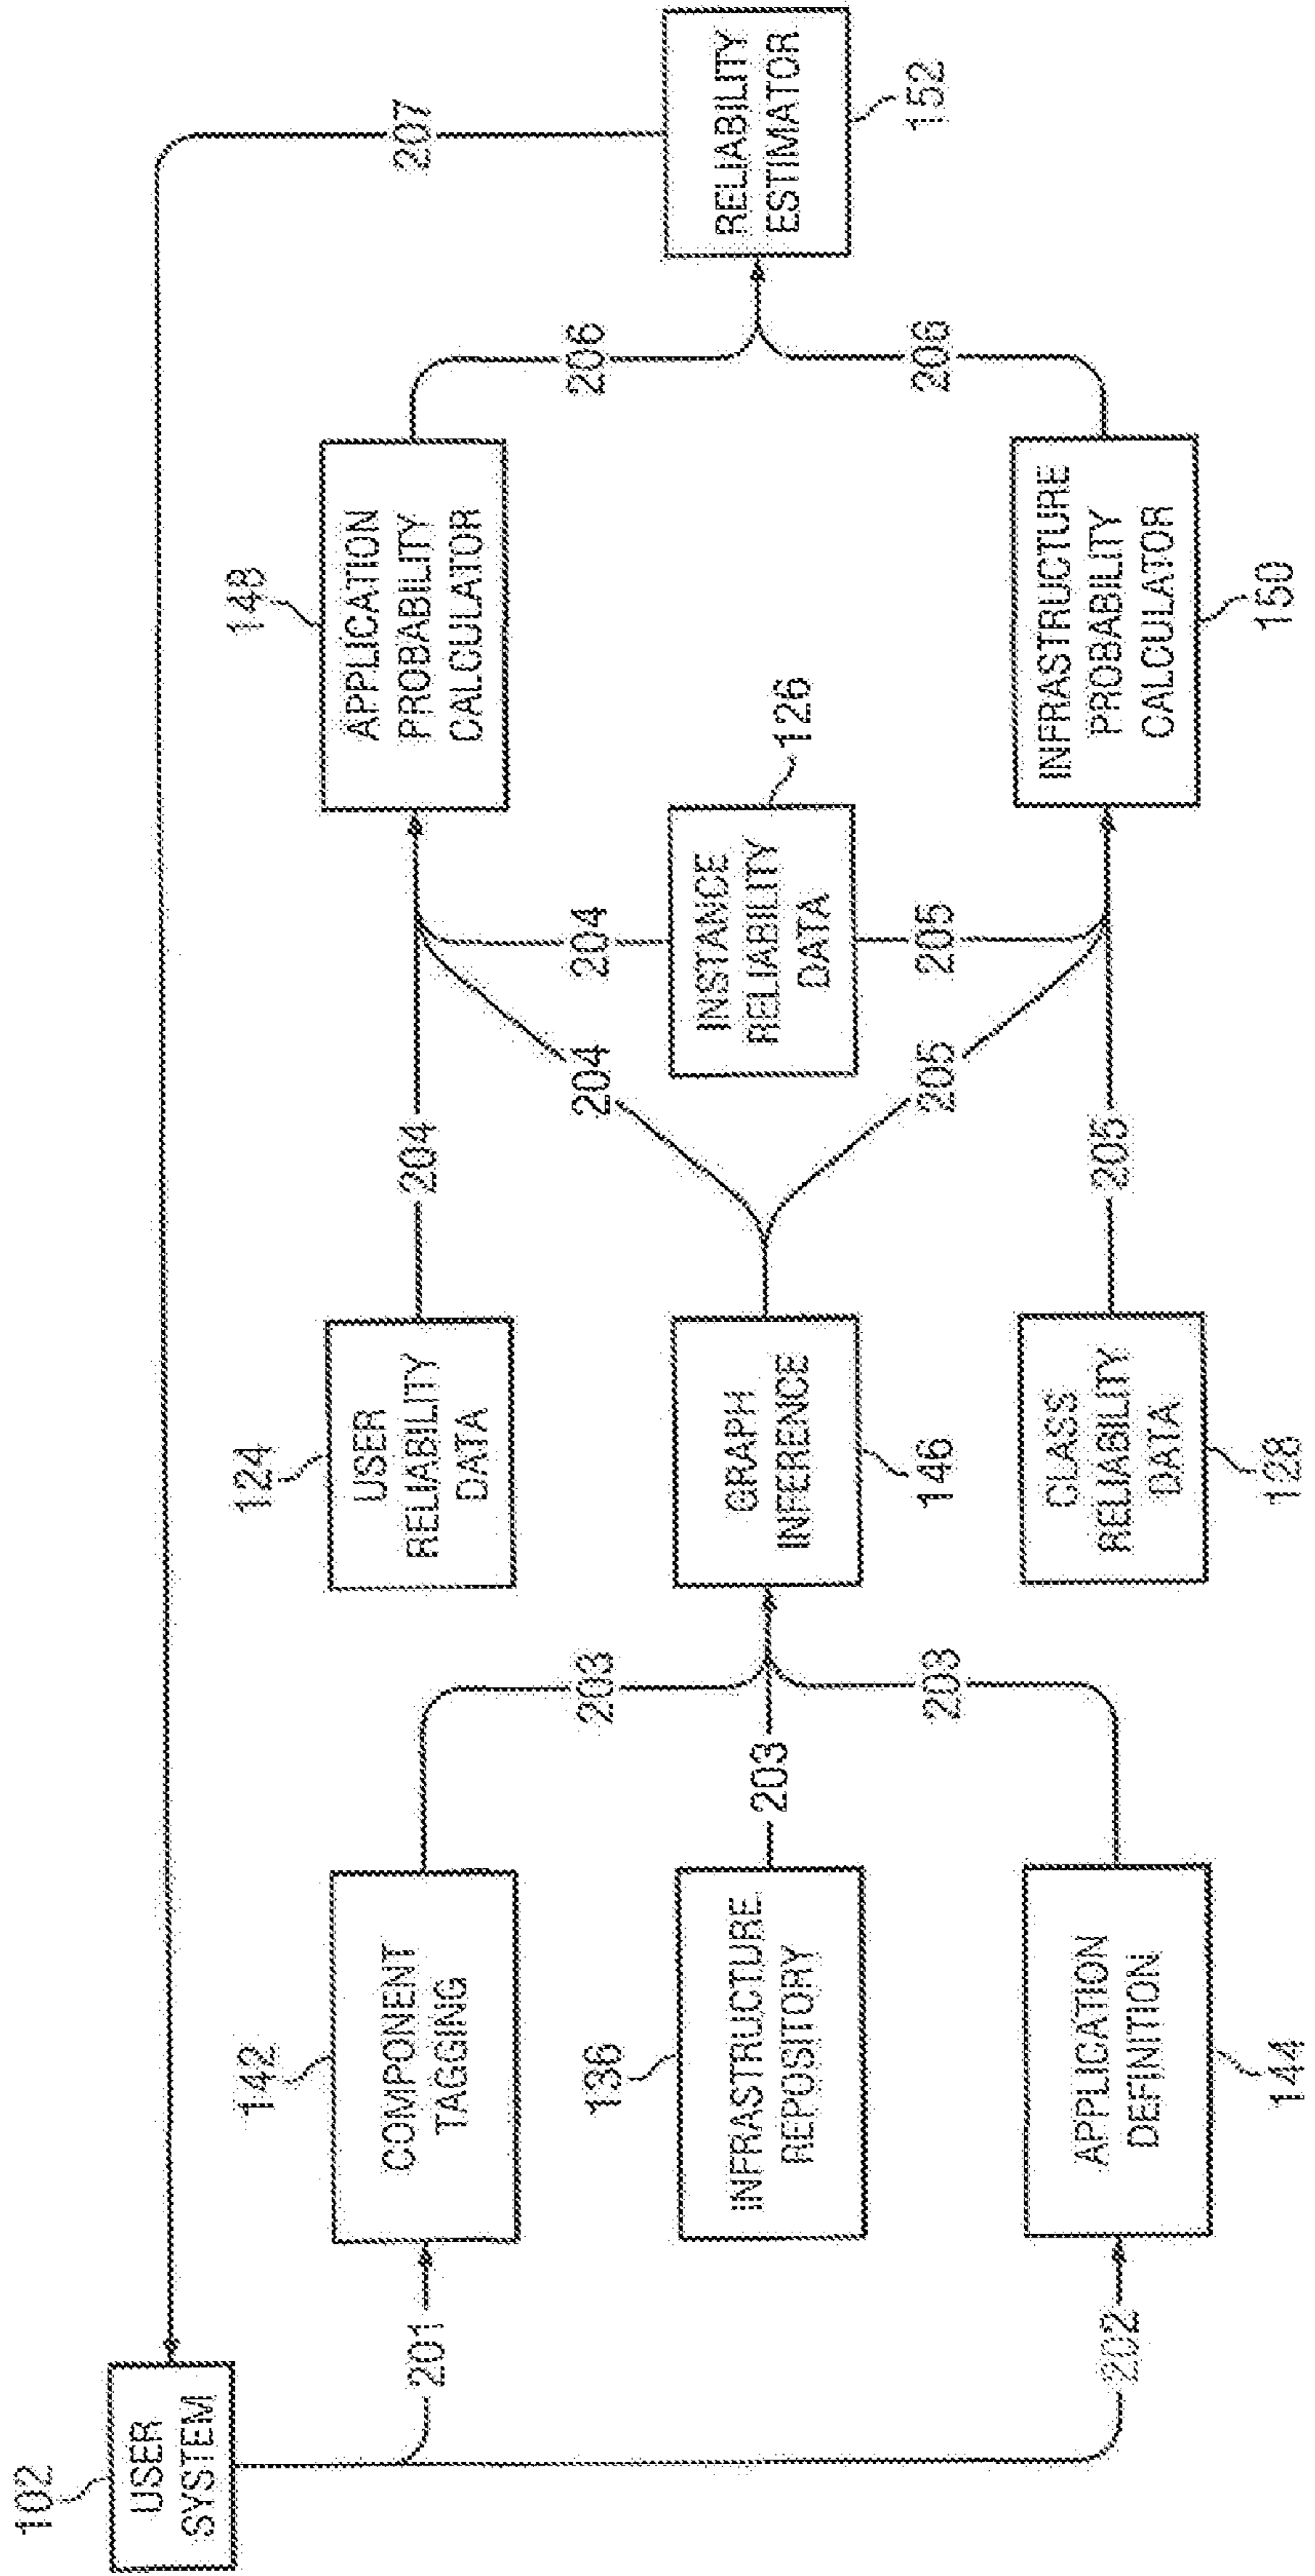 102
USER
SYSTEM
207
201
202
142
COMPONENT
TAGGING
136
INFRASTRUCTURE
REPOSITORY
APPLICATION
DEFINITION
144
203
203
203
124
USER
RELIABILITY
DATA
GRAPH
INFERENCE
146
CLASS
RELIABILITY
DATA
128
204
204
204
205
205
205
INSTANCE
RELIABILITY
DATA
126
148
APPLICATION
PROBABILITY
CALCULATOR
INFRASTRUCTURE
PROBABILITY
CALCULATOR
150
206
206
RELIABILITY
ESTIMATOR
152